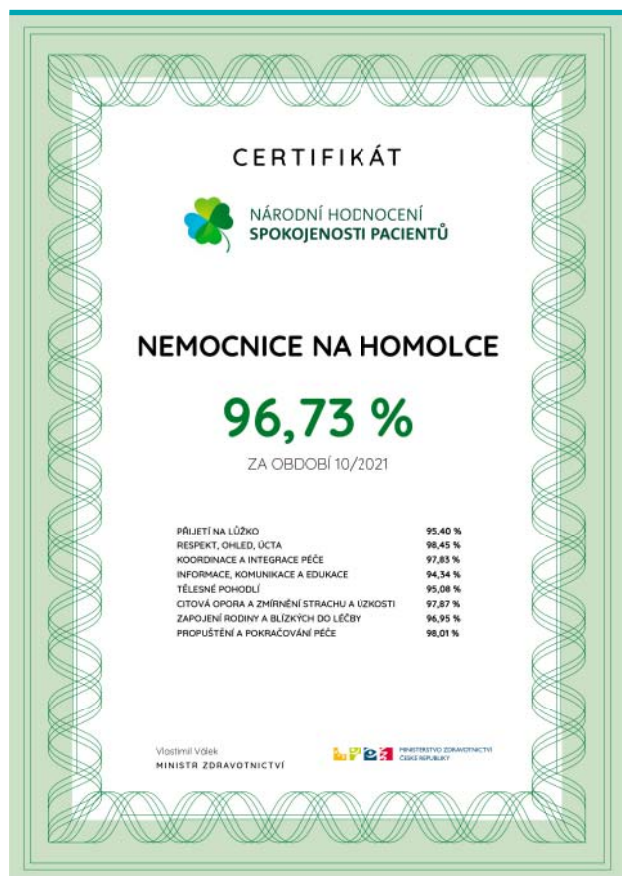 CERTIFIKÁT
NÁRODNÍ HODNOCENÍ
SPOKOJENOSTI PACIENTŮ
NEMOCNICE NA HOMOLCE
96,73 %
ZA OBDOBÍ 10/2021
PŘIJETÍ NA LŮŽKO 95,40 %
RESPEKT, OHLED, ÚCTA 98,45 %
KOORDINACE A INTEGRACE PÉČE 97,83 %
INFORMACE, KOMUNIKACE A EDUKACE 94,34 %
TĚLESNÉ POHODLÍ 95,08 %
CITOVÁ OPORA A ZMÍRNĚNÍ STRACHU A ÚZKOSTI 97,87 %
ZAPOJENÍ RODINY A BLÍZKÝCH DO LÉČBY 96,95 %
PROPUŠTĚNÍ A POKRAČOVÁNÍ PÉČE 98,01 %
Vlastimil Válek
MINISTR ZDRAVOTNICTVÍ
MINISTERSTVO ZDRAVOTNICTVÍ
ČESKÉ REPUBLIKY